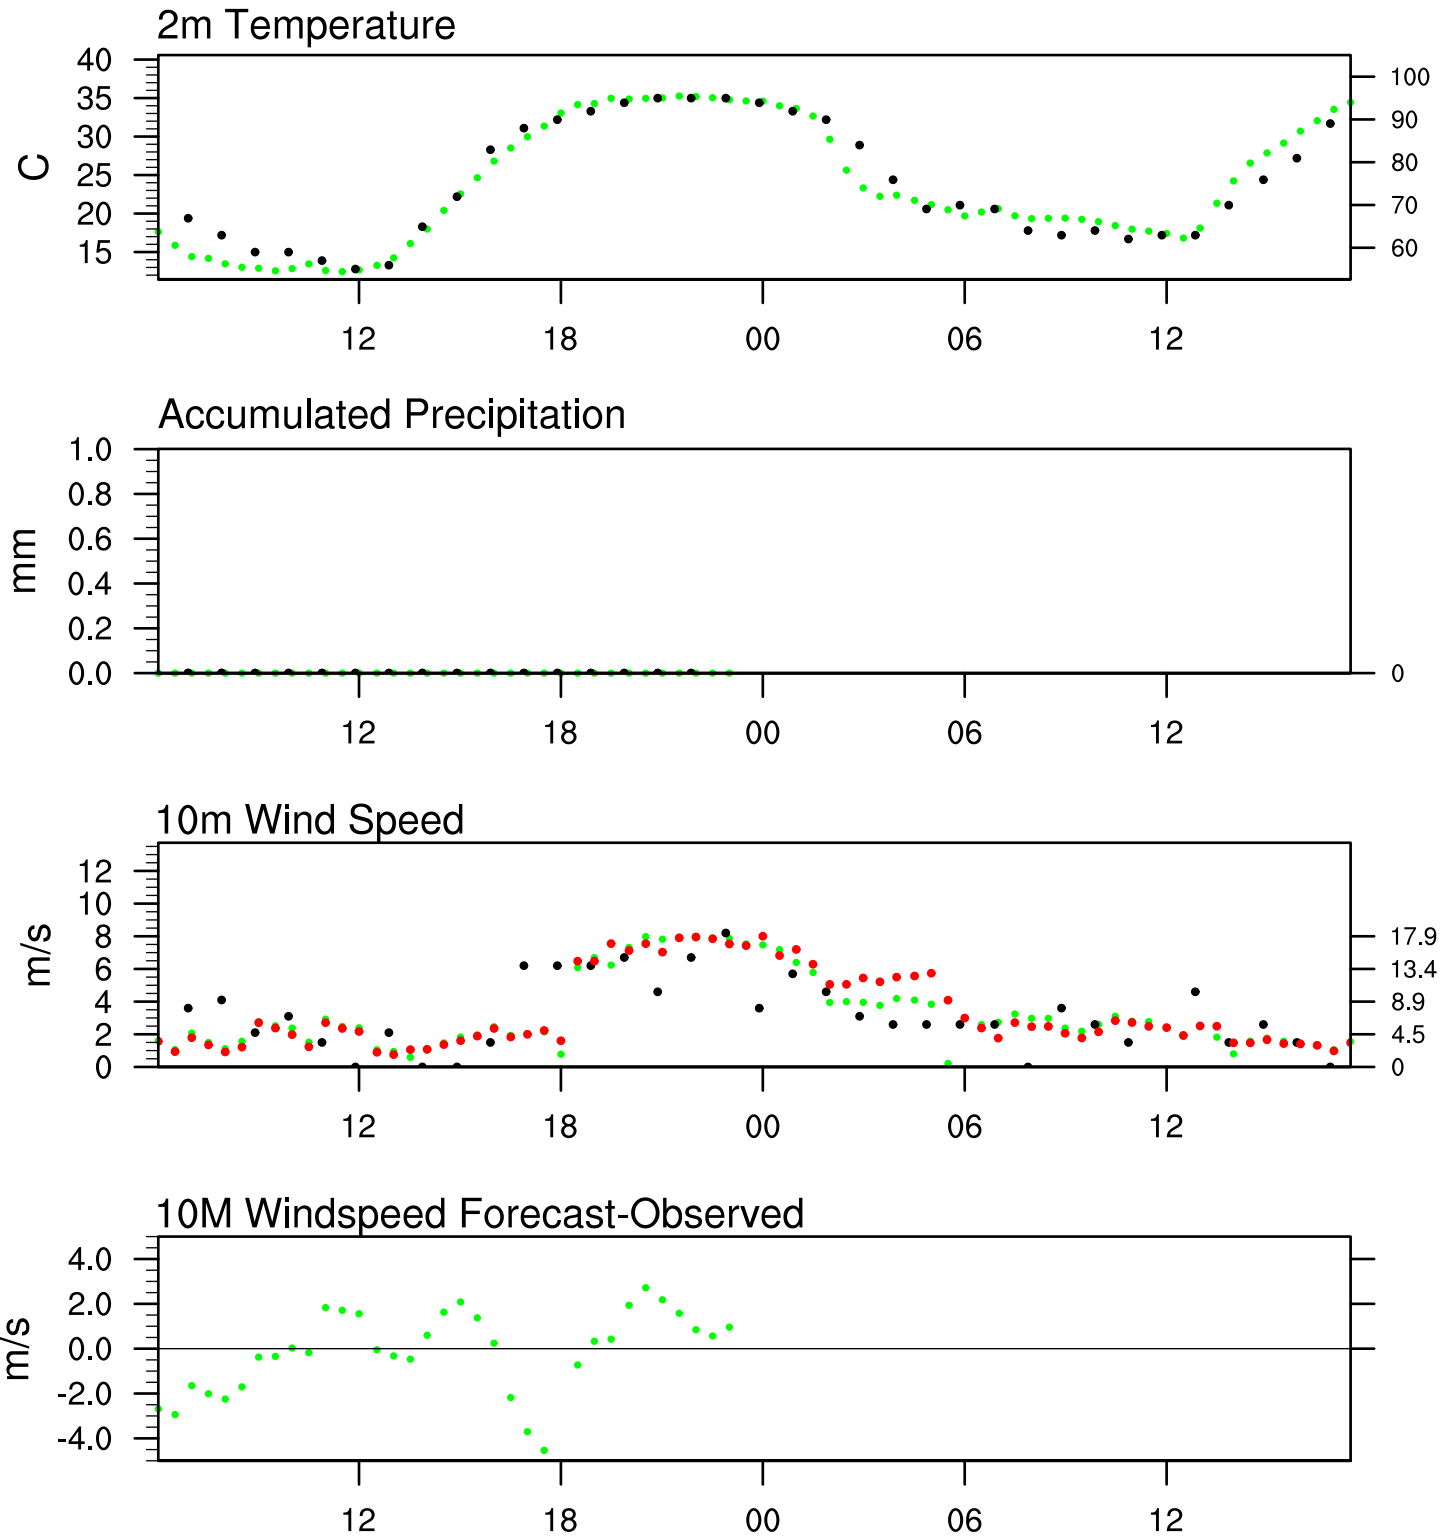 2m Temperature
40
35
30
25
20
15
C
100
90
80
70
60
12 18 00 06 12
Accumulated Precipitation
1.0
0.8
0.6
0.4
0.2
0.0
mm
0
12 18 00 06 12
10m Wind Speed
12
10
8
6
4
2
0
m/s
17.9
13.4
8.9
4.5
0
12 18 00 06 12
10M Windspeed Forecast-Observed
4.0
2.0
0.0
-2.0
-4.0
m/s
12 18 00 06 12